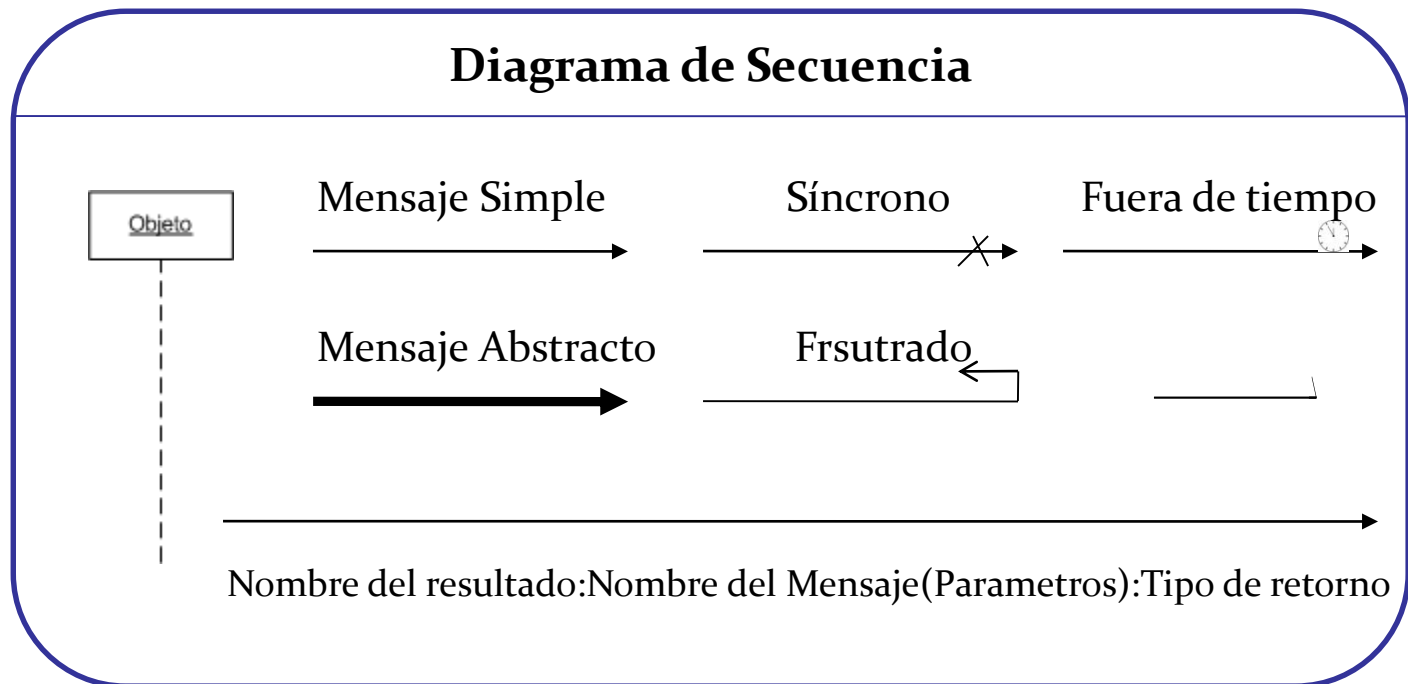 Diagrama de Secuencia
Objeto
Mensaje Simple
Síncrono
Fuera de tiempo
Mensaje Abstracto
Frsutrado
Nombre del resultado:Nombre del Mensaje(Parametros):Tipo de retorno